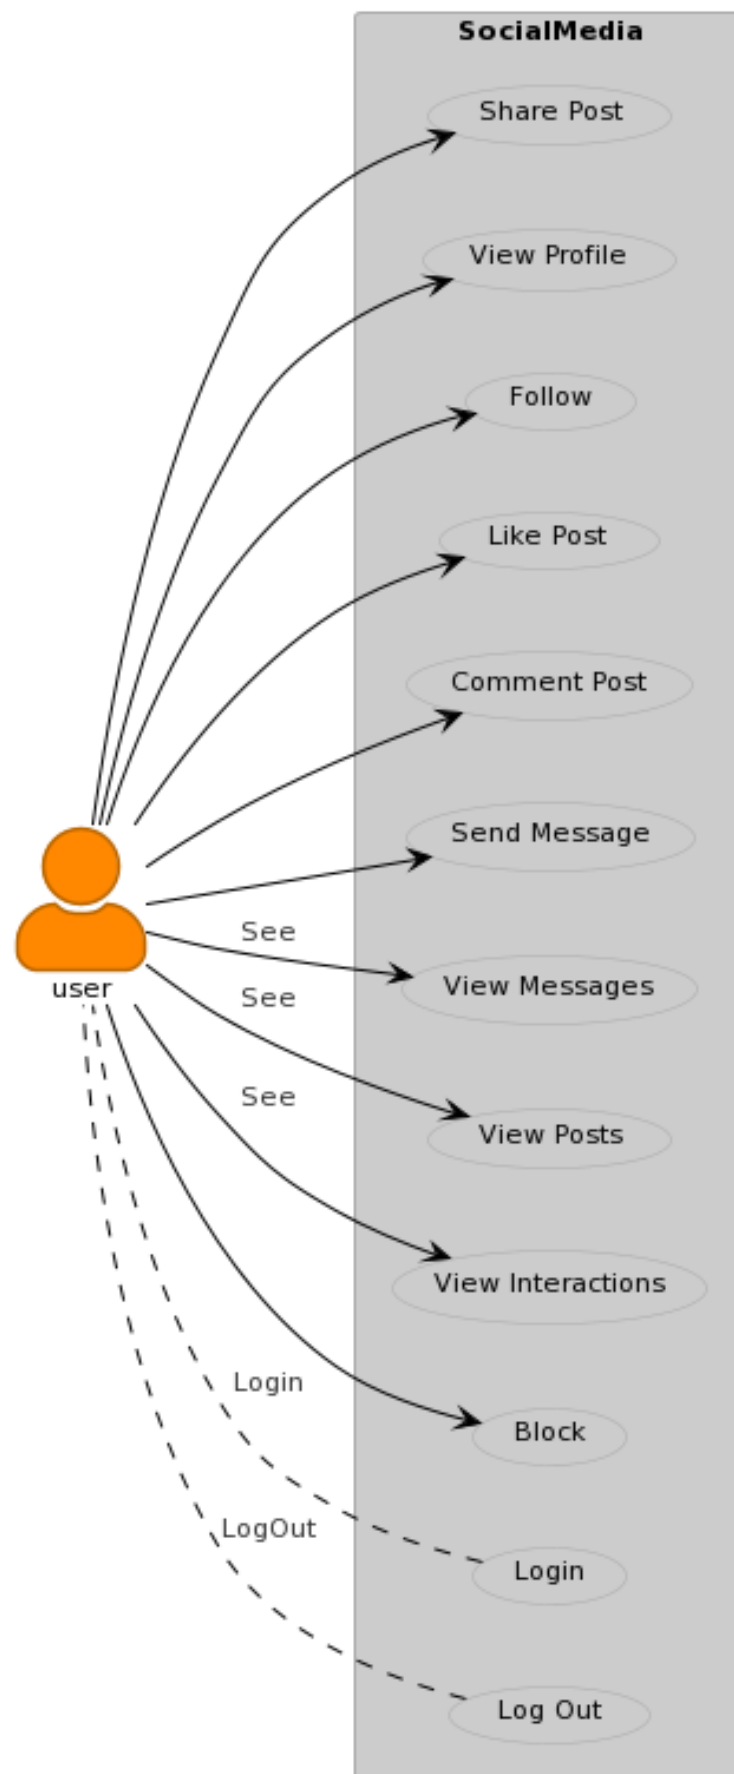 SocialMedia
Share Post
View Profile
Follow
Like Post
Comment Post
Send Message
See
View Messages
user
See
See
View Posts
View Interactions
Login
Block
LogOut
Login
Log Out